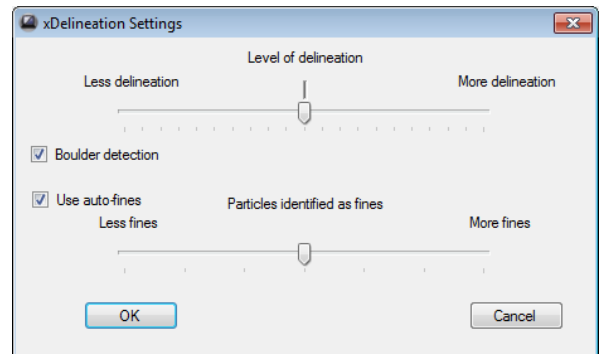 xDelineation Settings
Level of delineation
Less delineation
More delineation
Boulder detection
Use auto-fines
Particles identified as fines
Less fines
More fines
OK
Cancel